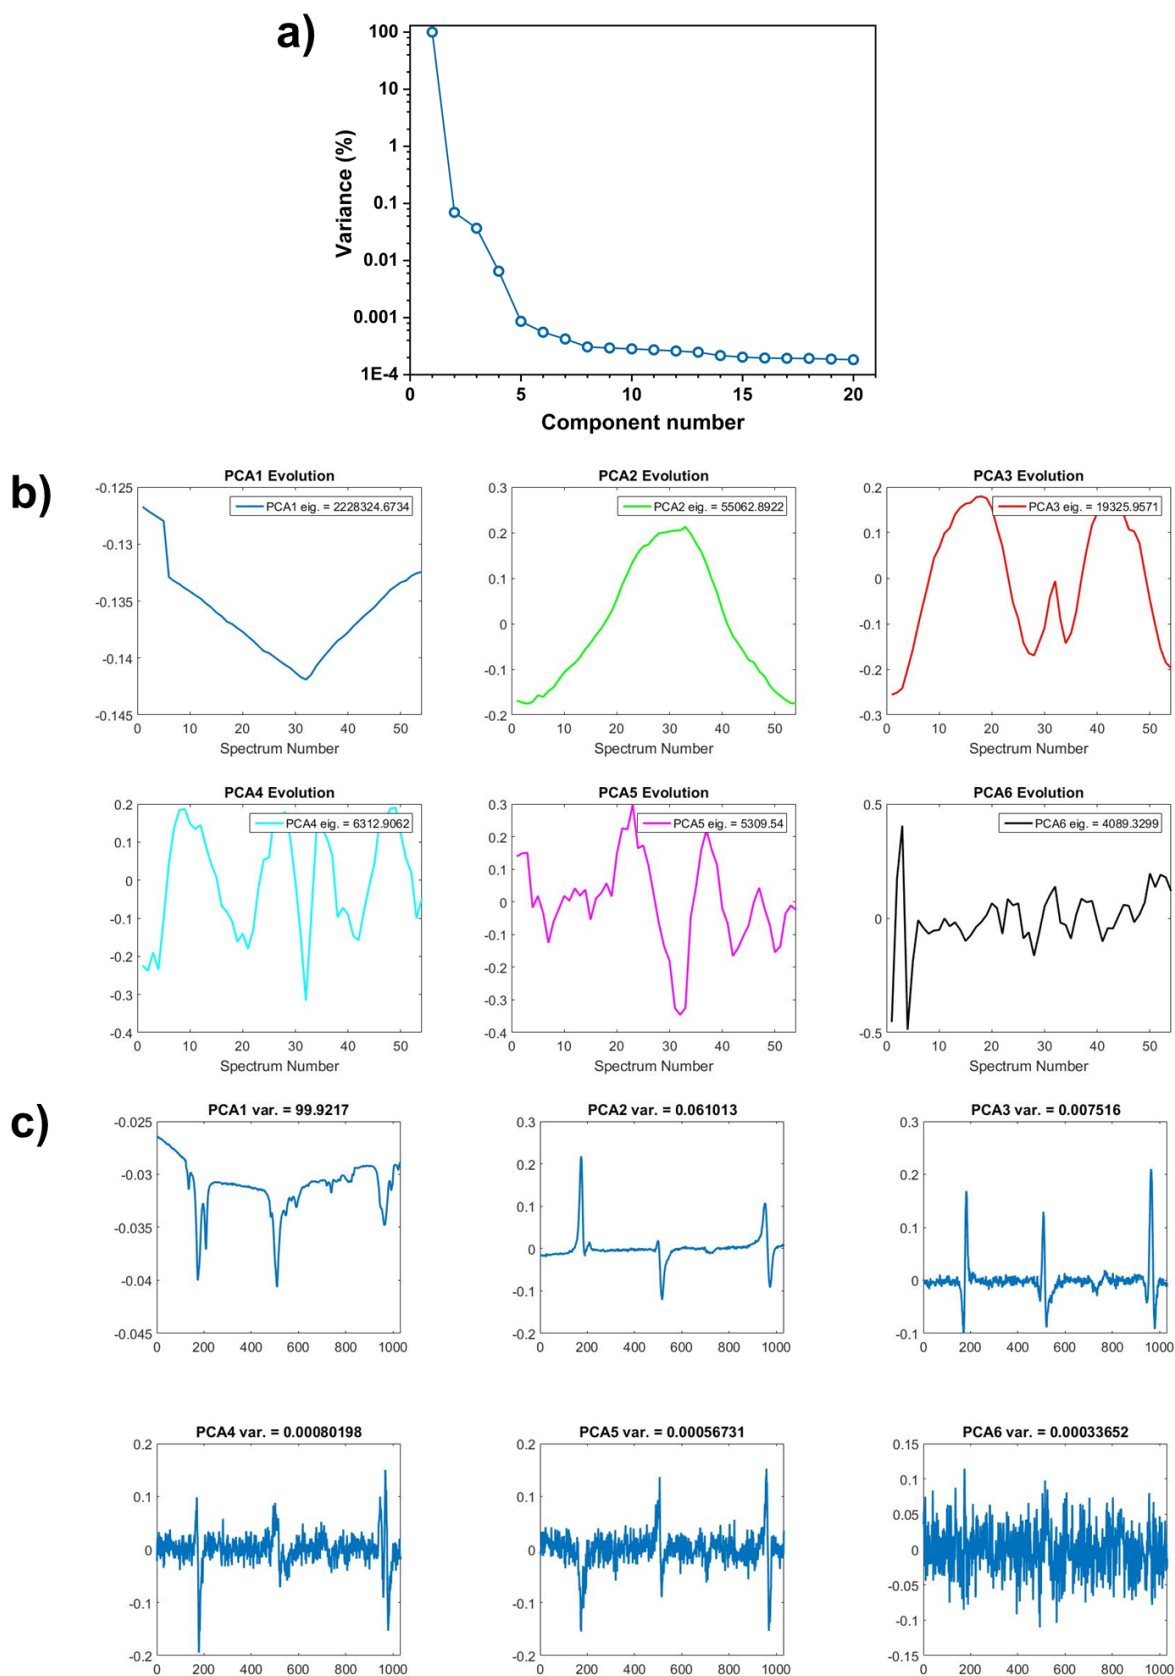 a)
100
10
1
0.1
0.01
0.001
1E-4
Variance (%)
0 5 10 15 20
Component number
b)
PCA1 Evolution
PCA1 eig. = 2228324.6734
-0.125
-0.13
-0.135
-0.14
-0.145
0 10 20 30 40 50
Spectrum Number
PCA2 Evolution
PCA2 eig. = 55062.8922
0.3
0.2
0.1
0
-0.1
-0.2
0 10 20 30 40 50
Spectrum Number
PCA3 Evolution
PCA3 eig. = 19325.9571
0.2
0.1
0
-0.1
-0.2
-0.3
0 10 20 30 40 50
Spectrum Number
PCA4 Evolution
PCA4 eig. = 6312.9062
0.2
0.1
0
-0.1
-0.2
-0.3
-0.4
0 10 20 30 40 50
Spectrum Number
PCA5 Evolution
PCA5 eig. = 5309.54
0.3
0.2
0.1
0
-0.1
-0.2
-0.3
-0.4
0 10 20 30 40 50
Spectrum Number
PCA6 Evolution
PCA6 eig. = 4089.3299
0.5
0
-0.5
0 10 20 30 40 50
Spectrum Number
c)
PCA1 var. = 99.9217
-0.025
-0.03
-0.035
-0.04
-0.045
0 200 400 600 800 1000
PCA2 var. = 0.061013
0.3
0.2
0.1
0
-0.1
-0.2
0 200 400 600 800 1000
PCA3 var. = 0.007516
0.3
0.2
0.1
0
-0.1
0 200 400 600 800 1000
PCA4 var. = 0.00080198
0.2
0.1
0
-0.1
-0.2
0 200 400 600 800 1000
PCA5 var. = 0.00056731
0.2
0.1
0
-0.1
-0.2
0 200 400 600 800 1000
PCA6 var. = 0.00033652
0.15
0.1
0.05
0
-0.05
-0.1
-0.15
0 200 400 600 800 1000